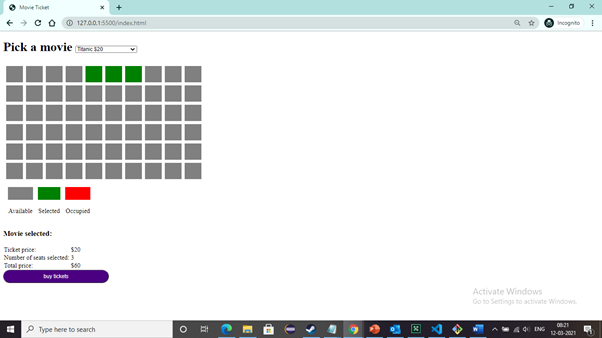 Movie Ticket
127.0.0.1:5500/index.html
Incognito
Pick a movie Titanic $20
Available Selected Occupied
Movie selected:
Ticket price: $20
Number of seats selected: 3
Total price: $60
buy tickets
Activate Windows
Go to Settings to activate Windows.
Type here to search
ENG
08:21
12-03-2021